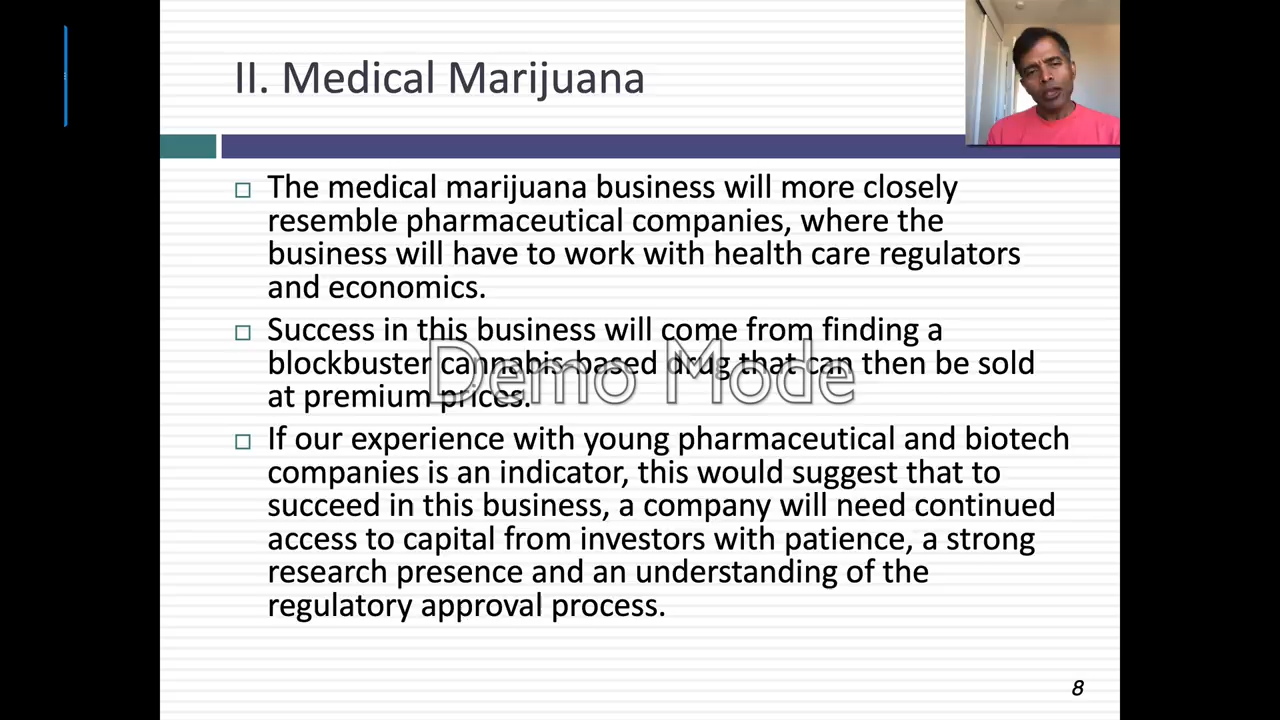 II. Medical Marijuana
The medical marijuana business will more closely
resemble pharmaceutical companies, where the
business will have to work with health care regulators
and economics.
Success in this business will come from finding a
blockbuster cannabis-based drug that can then be sold
at premium prices.
Demo Mode
If our experience with young pharmaceutical and biotech
companies is an indicator, this would suggest that to
succeed in this business, a company will need continued
access to capital from investors with patience, a strong
research presence and an understanding of the
regulatory approval process.
8